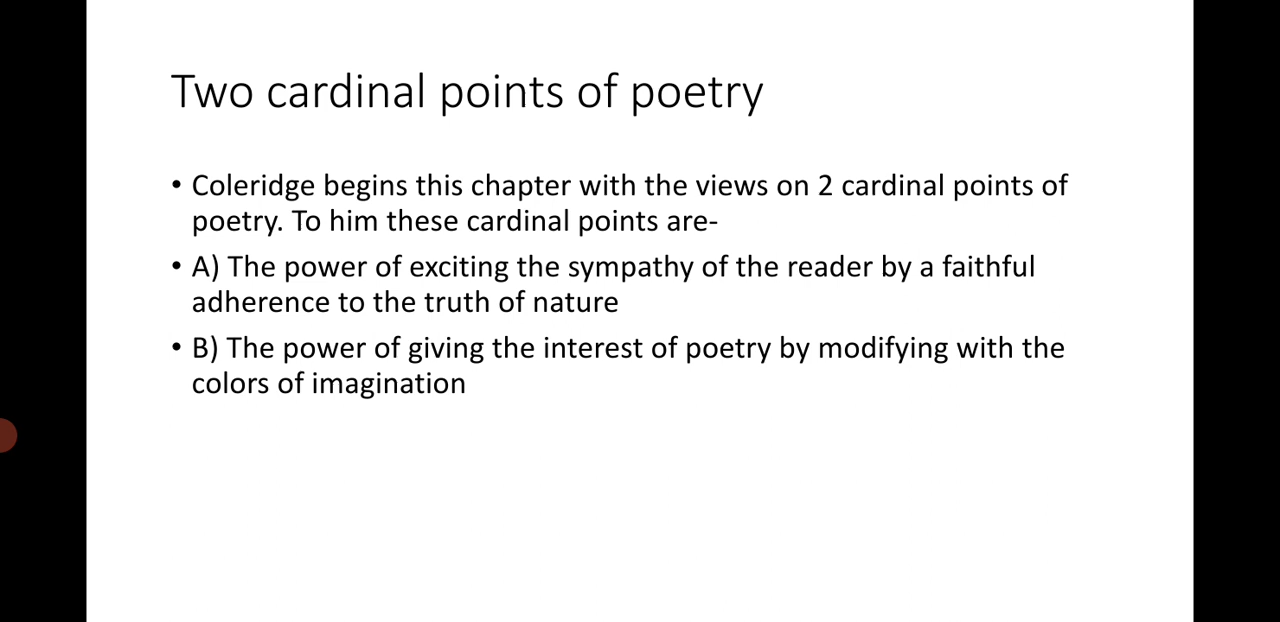 Two cardinal points of poetry
• Coleridge begins this chapter with the views on 2 cardinal points of
poetry. To him these cardinal points are-
• A) The power of exciting the sympathy of the reader by a faithful
adherence to the truth of nature
• B) The power of giving the interest of poetry by modifying with the
colors of imagination